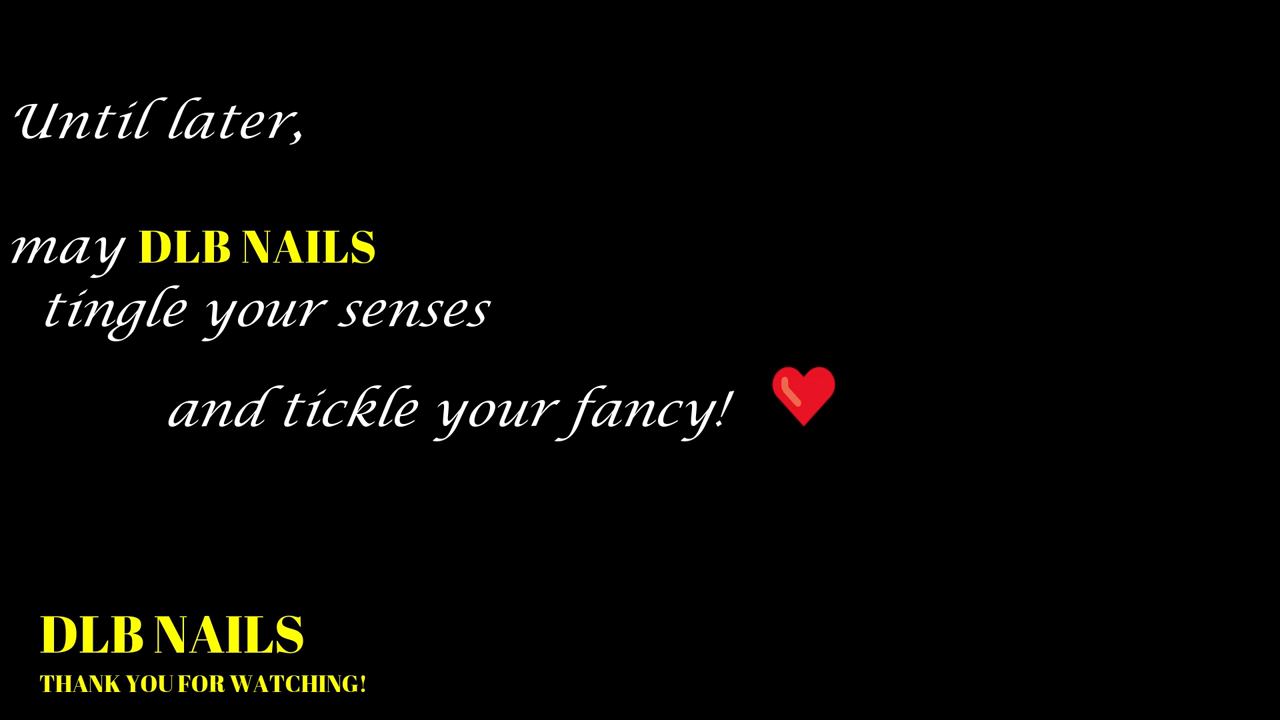 Until later,
may DLB NAILS
tingle your senses
and tickle your fancy!
DLB NAILS
THANK YOU FOR WATCHING!